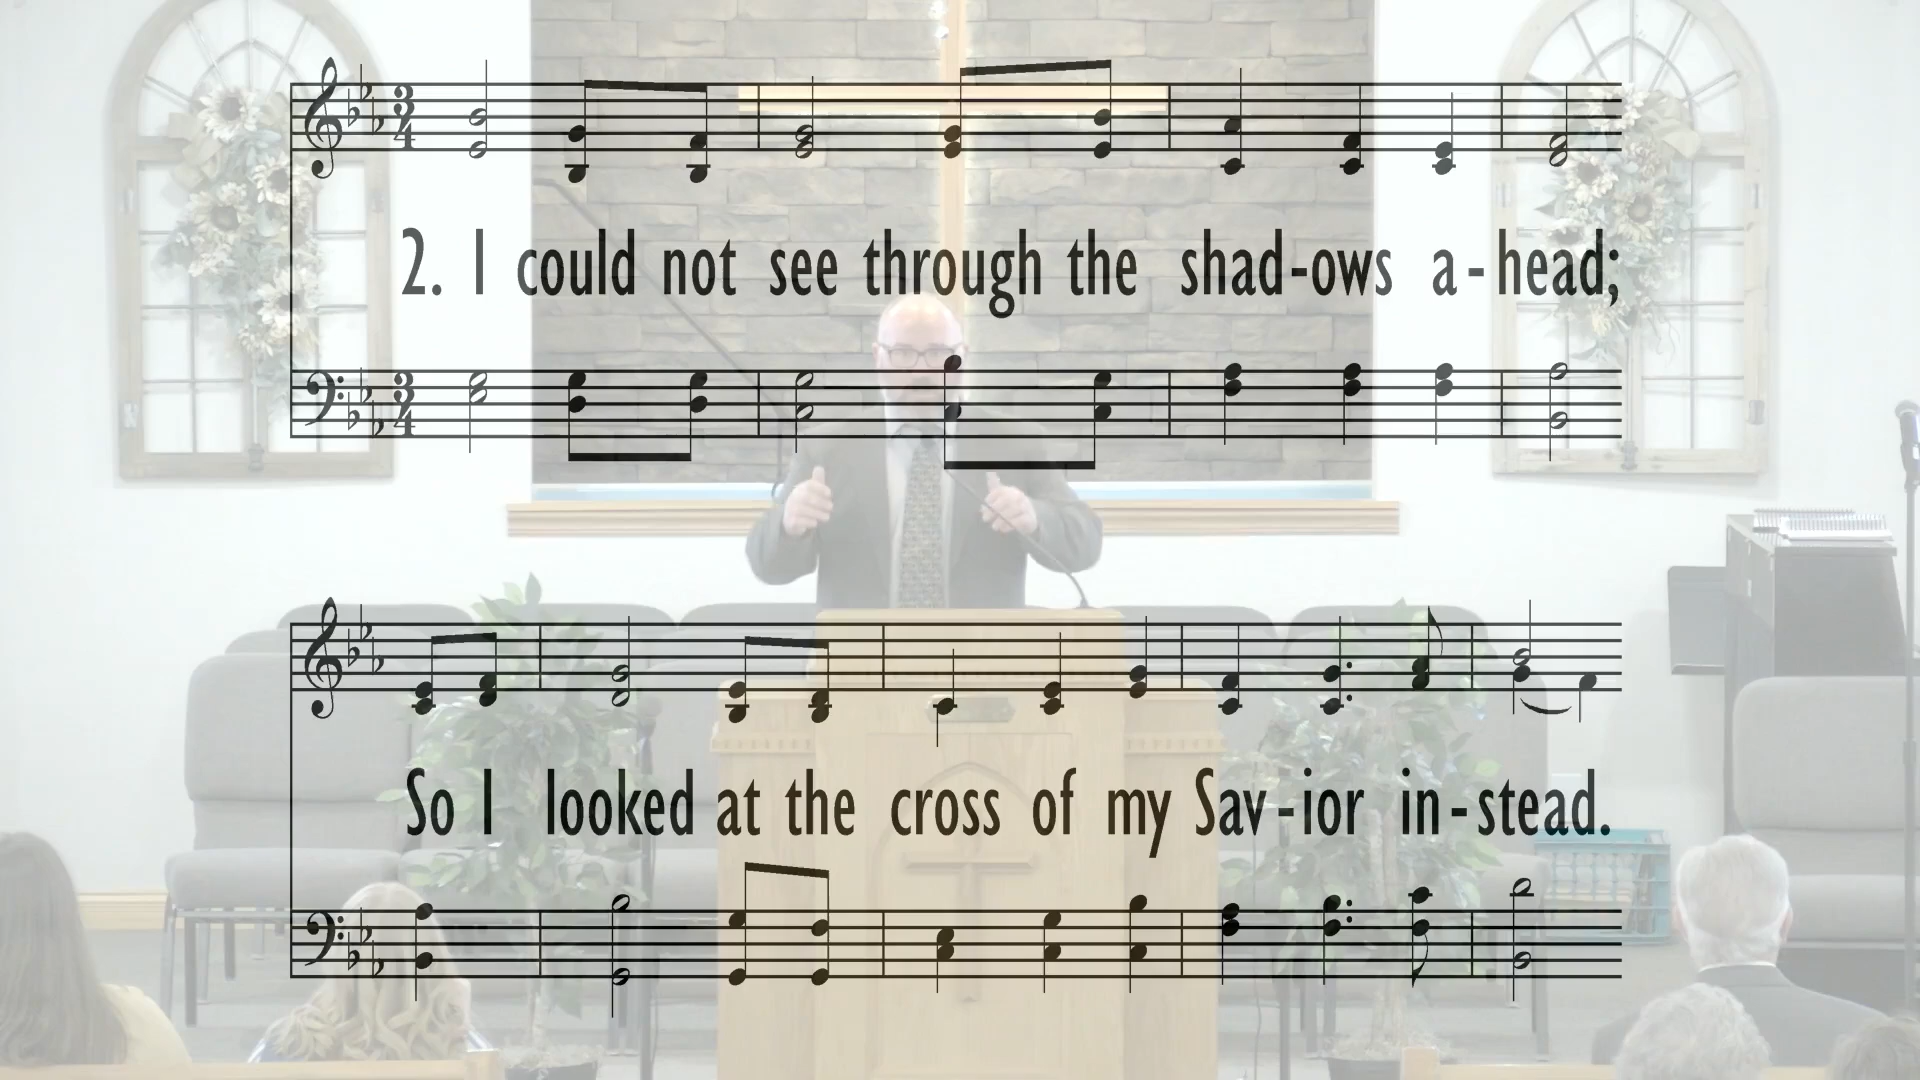 2. I could not see through the shad-ows a-head;
So I looked at the cross of my Sav-ior in-stead.